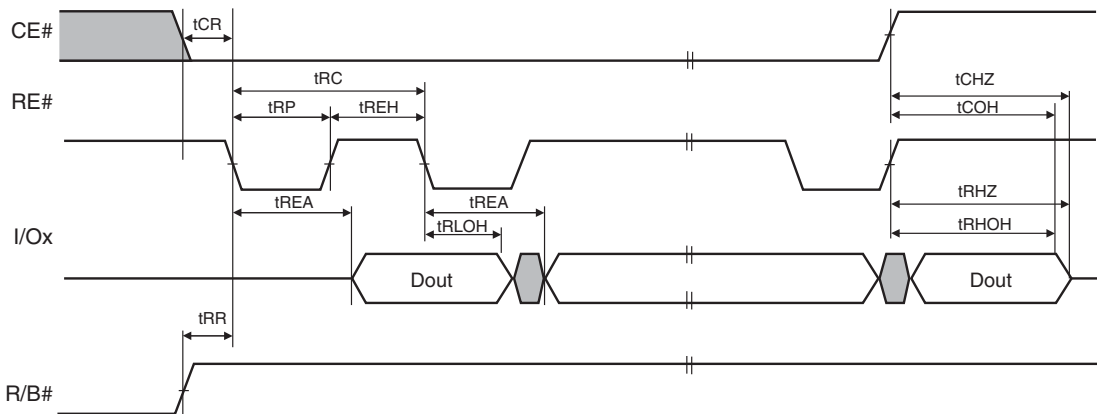 CE#
tCR
tRC
tCHZ
RE#
tRP
tREH
tCOH
tREA
tREA
tRHZ
I/Ox
tRLOH
tRHOH
Dout
Dout
tRR
R/B#